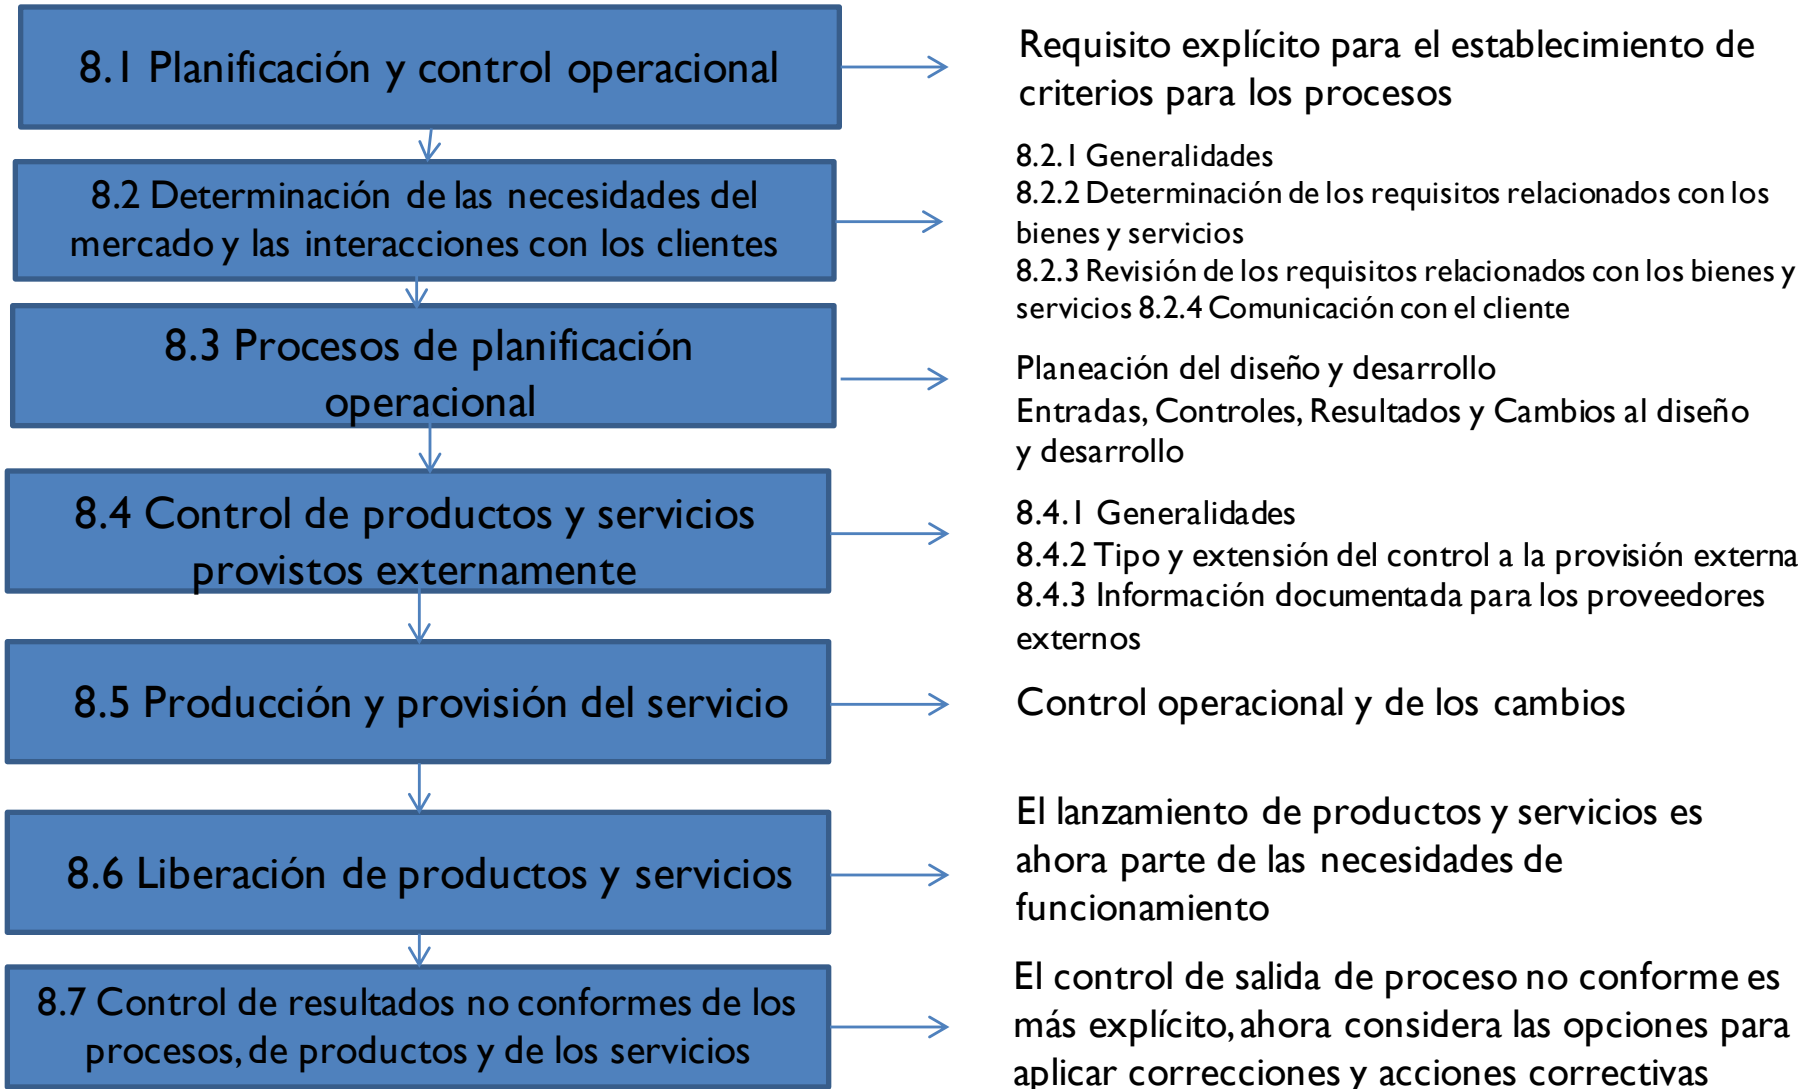 8.1 Planificación y control operacional
Requisito explícito para el establecimiento de
criterios para los procesos
8.2 Determinación de las necesidades del
mercado y las interacciones con los clientes
8.2.1 Generalidades
8.2.2 Determinación de los requisitos relacionados con los
bienes y servicios
8.2.3 Revisión de los requisitos relacionados con los bienes y
servicios 8.2.4 Comunicación con el cliente
8.3 Procesos de planificación
operacional
Planeación del diseño y desarrollo
Entradas, Controles, Resultados y Cambios al diseño
y desarrollo
8.4 Control de productos y servicios
provistos externamente
8.4.1 Generalidades
8.4.2 Tipo y extensión del control a la provisión externa
8.4.3 Información documentada para los proveedores
externos
8.5 Producción y provisión del servicio
Control operacional y de los cambios
8.6 Liberación de productos y servicios
El lanzamiento de productos y servicios es
ahora parte de las necesidades de
funcionamiento
8.7 Control de resultados no conformes de los
procesos, de productos y de los servicios
El control de salida de proceso no conforme es
más explícito, ahora considera las opciones para
aplicar correcciones y acciones correctivas